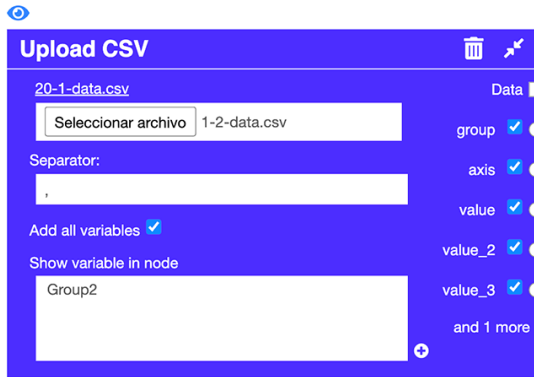 Upload CSV
20-1-data.csv
Data
Seleccionar archivo 1-2-data.csv
group
Separator:
axis
,
value
Add all variables
value_2
Show variable in node
Group2
value_3
and 1 more